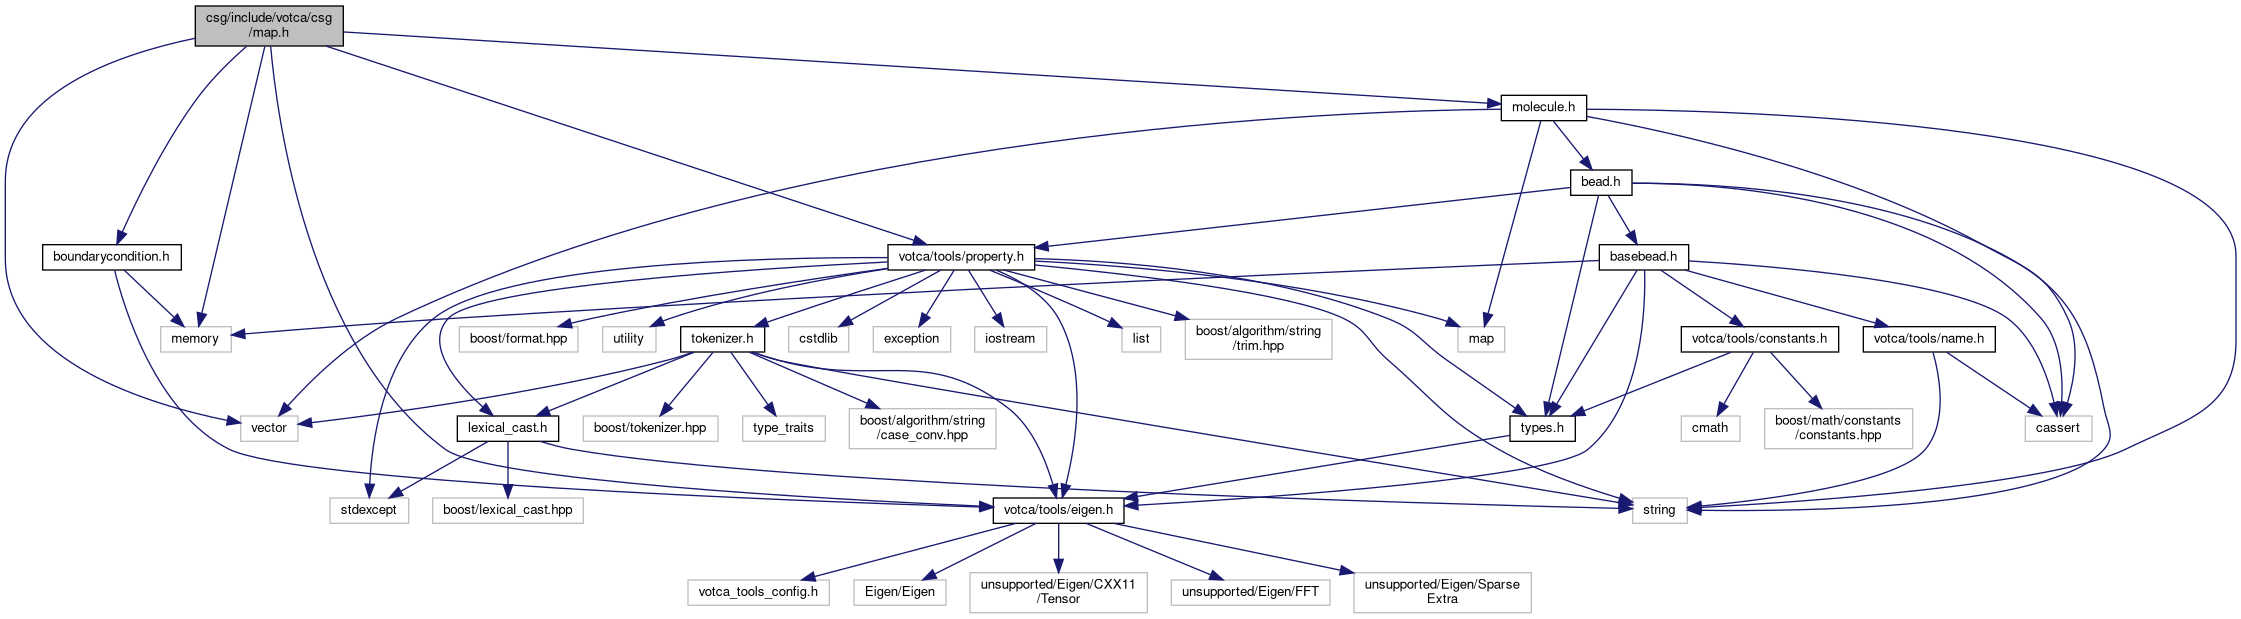 csg/include/votca/csg
/map.h
molecule.h
bead.h
boundarycondition.h
votca/tools/property.h
basebead.h
memory
boost/format.hpp
utility
tokenizer.h
cstdlib
exception
iostream
list
boost/algorithm/string
/trim.hpp
map
votca/tools/constants.h
votca/tools/name.h
vector
lexical_cast.h
boost/tokenizer.hpp
type_traits
boost/algorithm/string
/case_conv.hpp
types.h
cmath
boost/math/constants
/constants.hpp
cassert
stdexcept
boost/lexical_cast.hpp
votca/tools/eigen.h
string
votca_tools_config.h
Eigen/Eigen
unsupported/Eigen/CXX11
/Tensor
unsupported/Eigen/FFT
unsupported/Eigen/Sparse
Extra